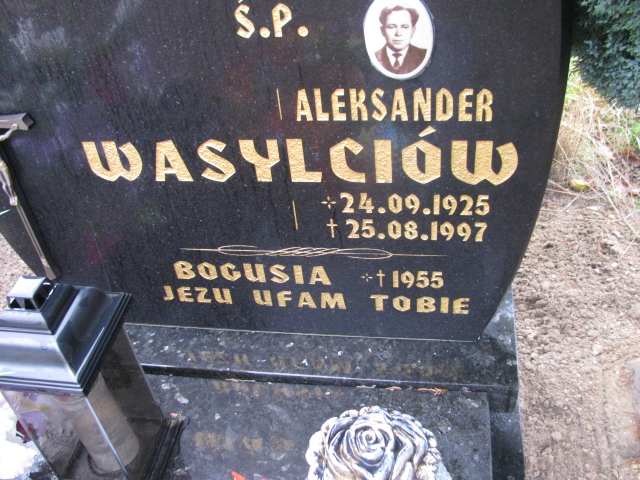 Ś.P.
ALEKSANDER
WASYLCIÓW
24.09.1925
† 25.08.1997
BOGUSIA † 1955
JEZU UFAM TOBIE